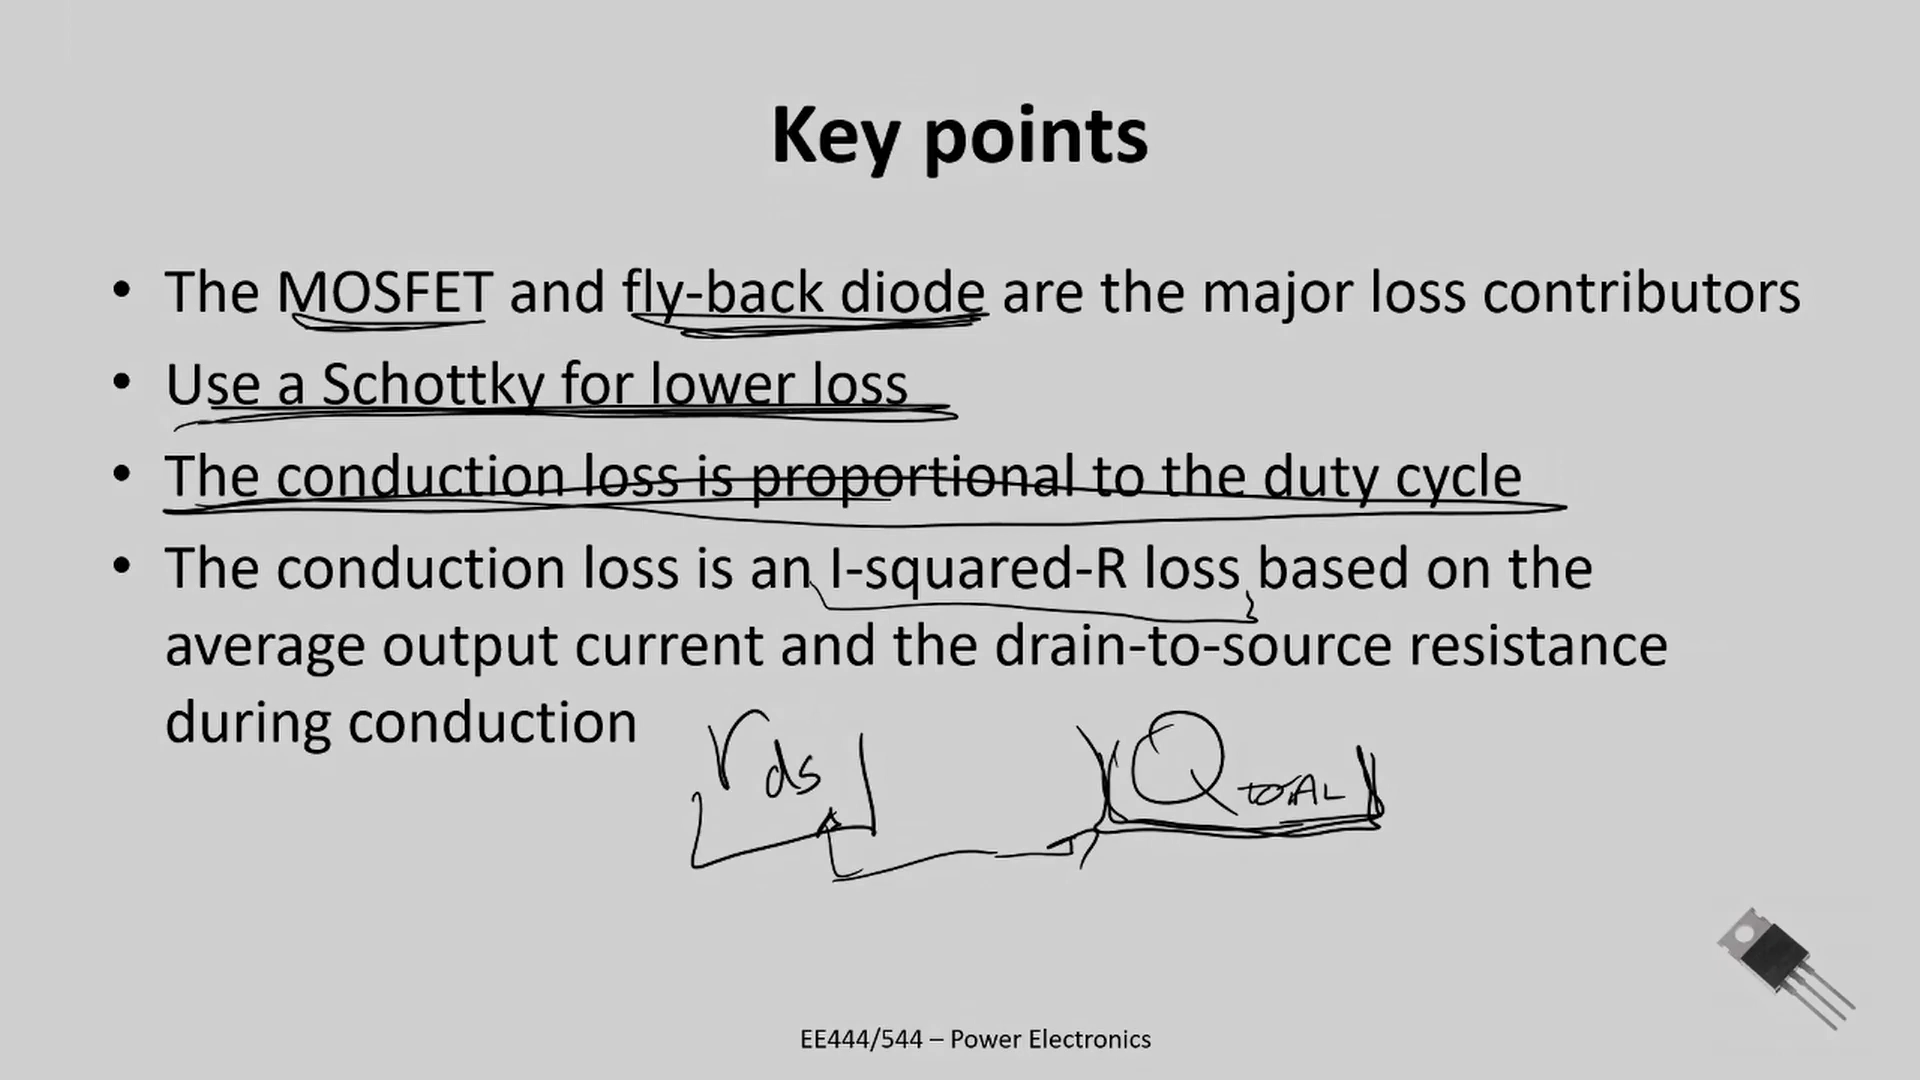 Key points
• The MOSFET and fly-back diode are the major loss contributors
• Use a Schottky for lower loss
• The conduction loss is proportional to the duty cycle
• The conduction loss is an I-squared-R loss based on the
average output current and the drain-to-source resistance
during conduction
rds QTOTAL
EE444/544 – Power Electronics